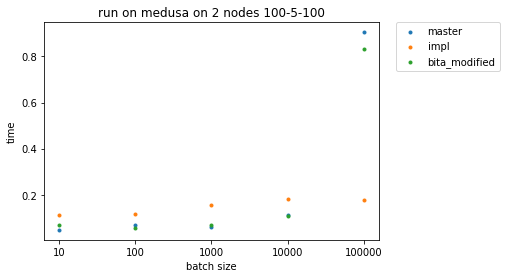 run on medusa on 2 nodes 100-5-100
master
impl
bita_modified
0.8
0.6
0.4
0.2
time
10 100 1000 10000 100000
batch size